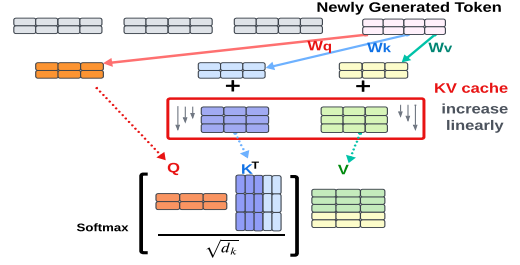 Newly Generated Token
Wq Wk Wv
+ +
KV cache
increase
linearly
Q K^T V
Softmax
√d_k